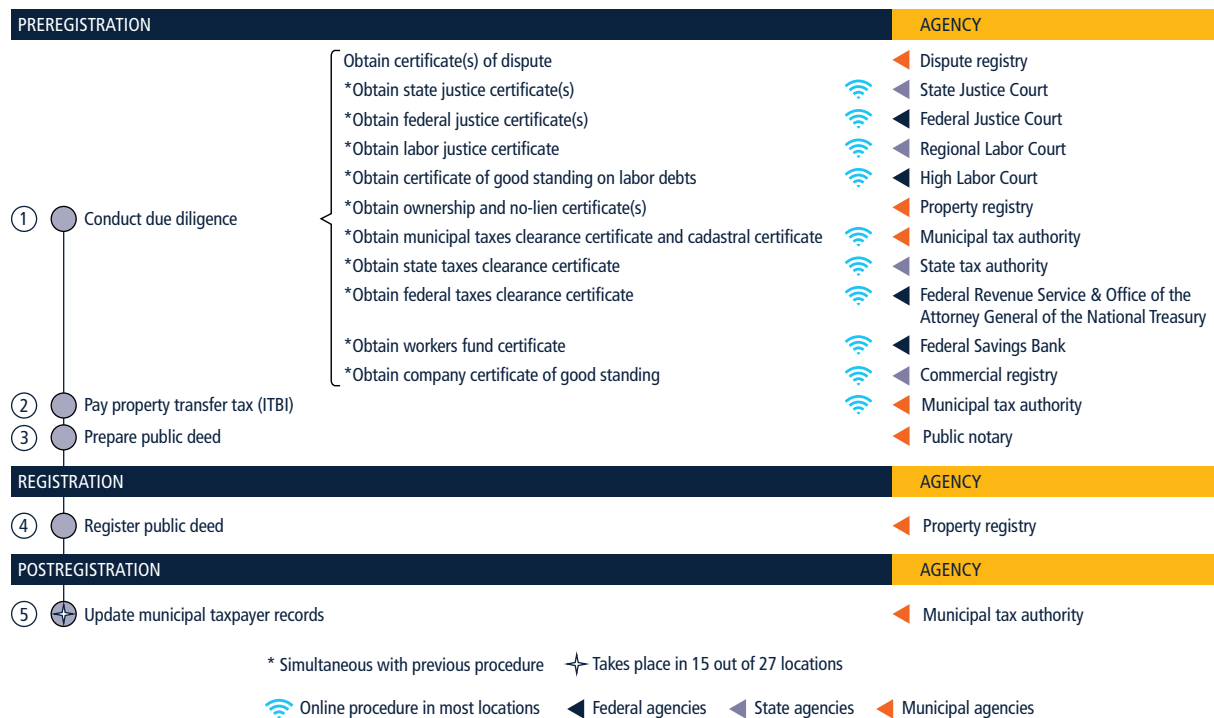 PREREGISTRATION AGENCY
Obtain certificate(s) of dispute Dispute registry
*Obtain state justice certificate(s) State Justice Court
*Obtain federal justice certificate(s) Federal Justice Court
*Obtain labor justice certificate Regional Labor Court
*Obtain certificate of good standing on labor debts High Labor Court
*Obtain ownership and no-lien certificate(s) Property registry
1 Conduct due diligence
*Obtain municipal taxes clearance certificate and cadastral certificate Municipal tax authority
*Obtain state taxes clearance certificate State tax authority
*Obtain federal taxes clearance certificate Federal Revenue Service & Office of the
Attorney General of the National Treasury
*Obtain workers fund certificate Federal Savings Bank
*Obtain company certificate of good standing Commercial registry
2 Pay property transfer tax (ITBI) Municipal tax authority
3 Prepare public deed Public notary
REGISTRATION AGENCY
4 Register public deed Property registry
POSTREGISTRATION AGENCY
5 Update municipal taxpayer records Municipal tax authority
* Simultaneous with previous procedure Takes place in 15 out of 27 locations
Online procedure in most locations Federal agencies State agencies Municipal agencies